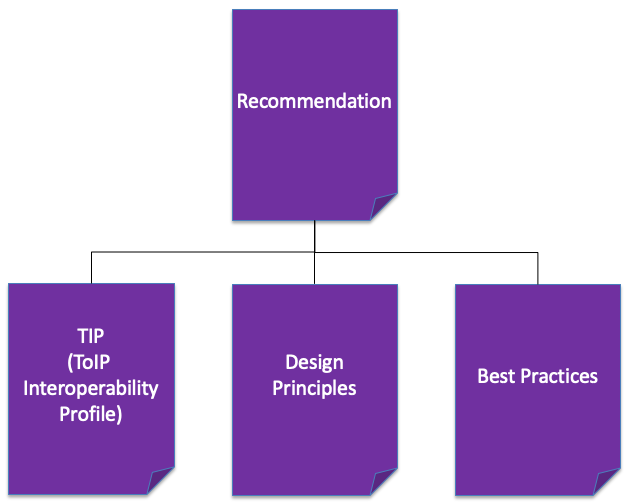 Recommendation
TIP
(ToIP
Interoperability
Profile)
Design
Principles
Best Practices